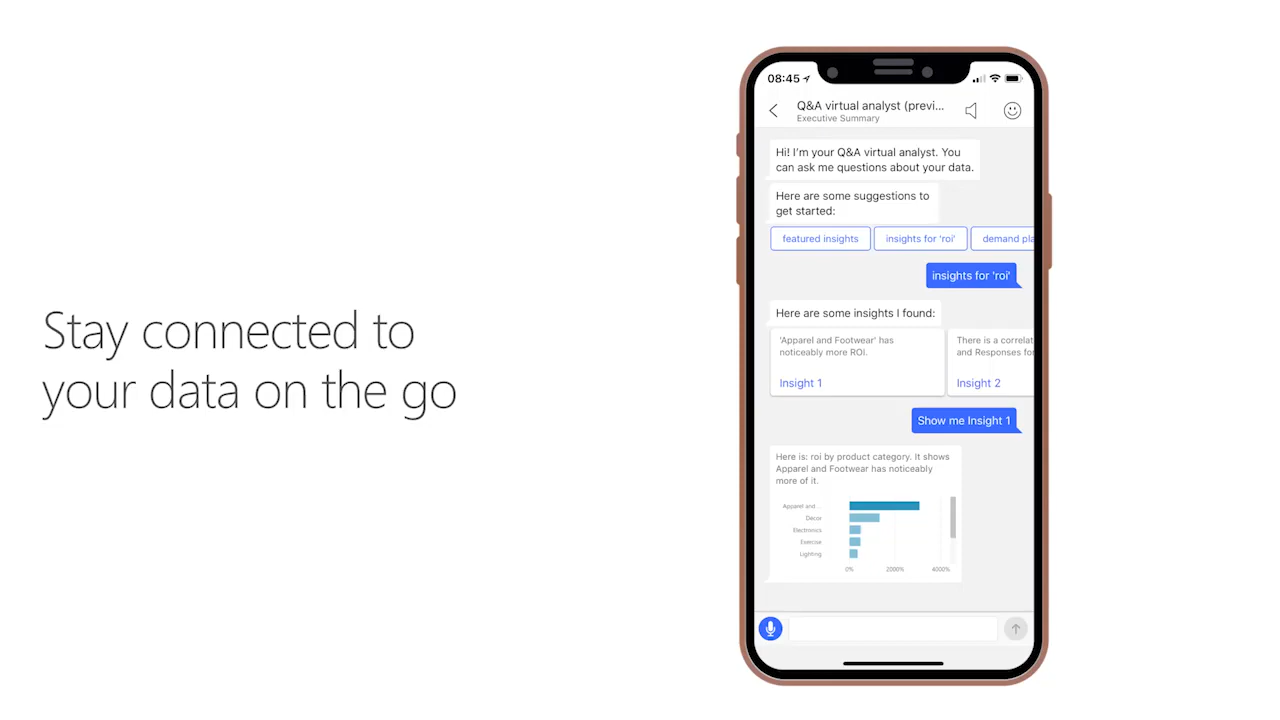 Stay connected to
your data on the go
08:45
Q&A virtual analyst (previ...
Executive Summary
Hi! I'm your Q&A virtual analyst. You
can ask me questions about your data.
Here are some suggestions to
get started:
featured insights
insights for 'roi'
demand pla
insights for 'roi'
Here are some insights I found:
'Apparel and Footwear' has
noticeably more ROI.
Insight 1
There is a correlat
and Responses for
Insight 2
Show me Insight 1
Here is: roi by product category. It shows
Apparel and Footwear has noticeably
more of it.
Apparel and...
Decor
Electronics
Exercise
Lighting
0% 2000% 4000%